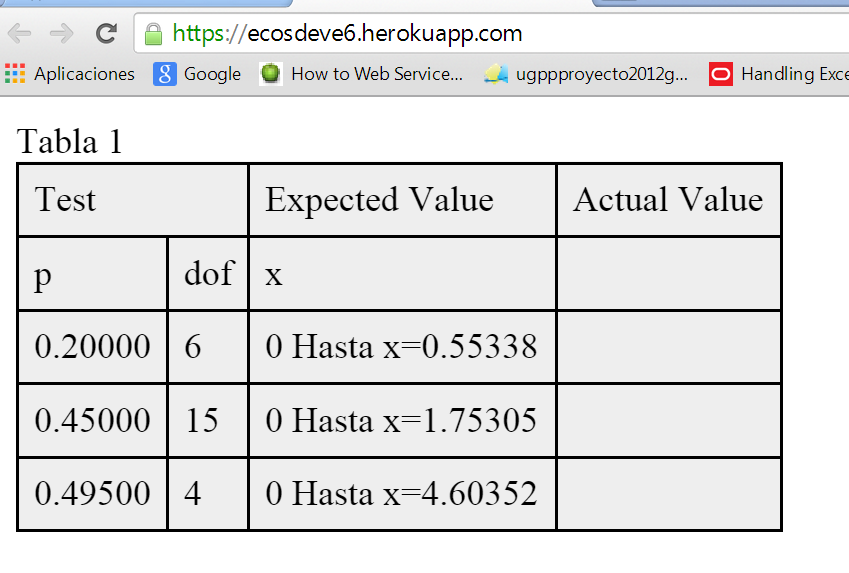 https://ecosdeve6.herokuapp.com
Aplicaciones Google How to Web Service... ugppproyecto2012g... Handling Exce
Tabla 1
Test Expected Value Actual Value
p dof x
0.20000 6 0 Hasta x=0.55338
0.45000 15 0 Hasta x=1.75305
0.49500 4 0 Hasta x=4.60352